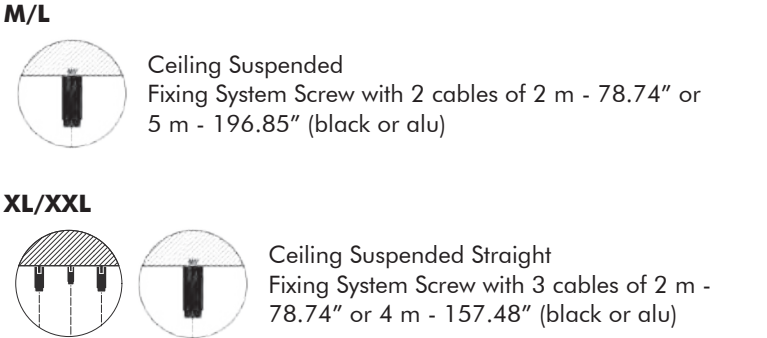 M/L
Ceiling Suspended
Fixing System Screw with 2 cables of 2 m - 78.74” or
5 m - 196.85” (black or alu)
XL/XXL
Ceiling Suspended Straight
Fixing System Screw with 3 cables of 2 m -
78.74” or 4 m - 157.48” (black or alu)